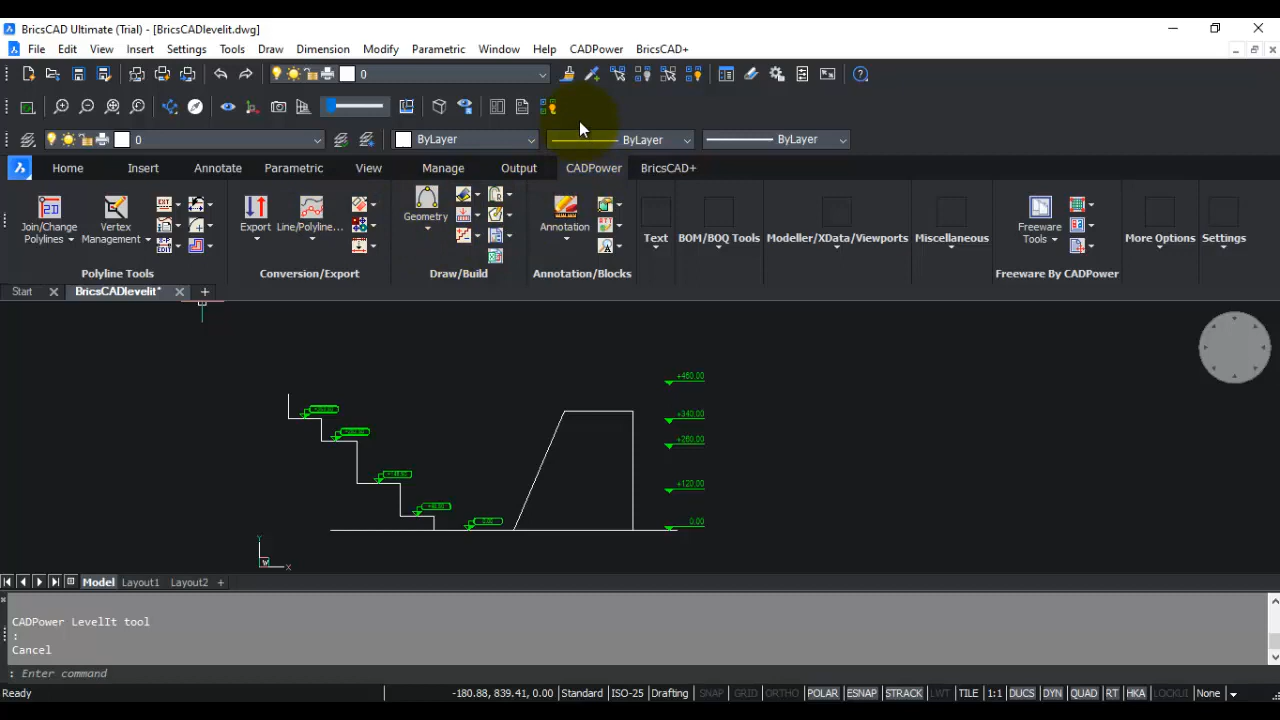 BricsCAD Ultimate (Trial) - [BricsCADlevelit.dwg]
File Edit View Insert Settings Tools Draw Dimension Modify Parametric Window Help CADPower BricsCAD+
0
0 ByLayer ByLayer ByLayer
Home Insert Annotate Parametric View Manage Output CADPower BricsCAD+
Join/Change Polylines
Vertex Management
Export
Line/Polyline...
Geometry
Annotation
Text
BOM/BOQ Tools
Modeller/XData/Viewports
Miscellaneous
Freeware Tools
More Options
Settings
Polyline Tools Conversion/Export Draw/Build Annotation/Blocks Freeware By CADPower
Start BricsCADlevelit*
+460.00
+340.00
+260.00
+120.00
0.00
0.00
Y
W
X
Model Layout1 Layout2
CADPower LevelIt tool
:
Cancel
: Enter command
Ready -180.88, 839.41, 0.00 Standard ISO-25 Drafting SNAP GRID ORTHO POLAR ESNAP STRACK LWT TILE 1:1 DUCS DYN QUAD RT HKA LOCKUI None